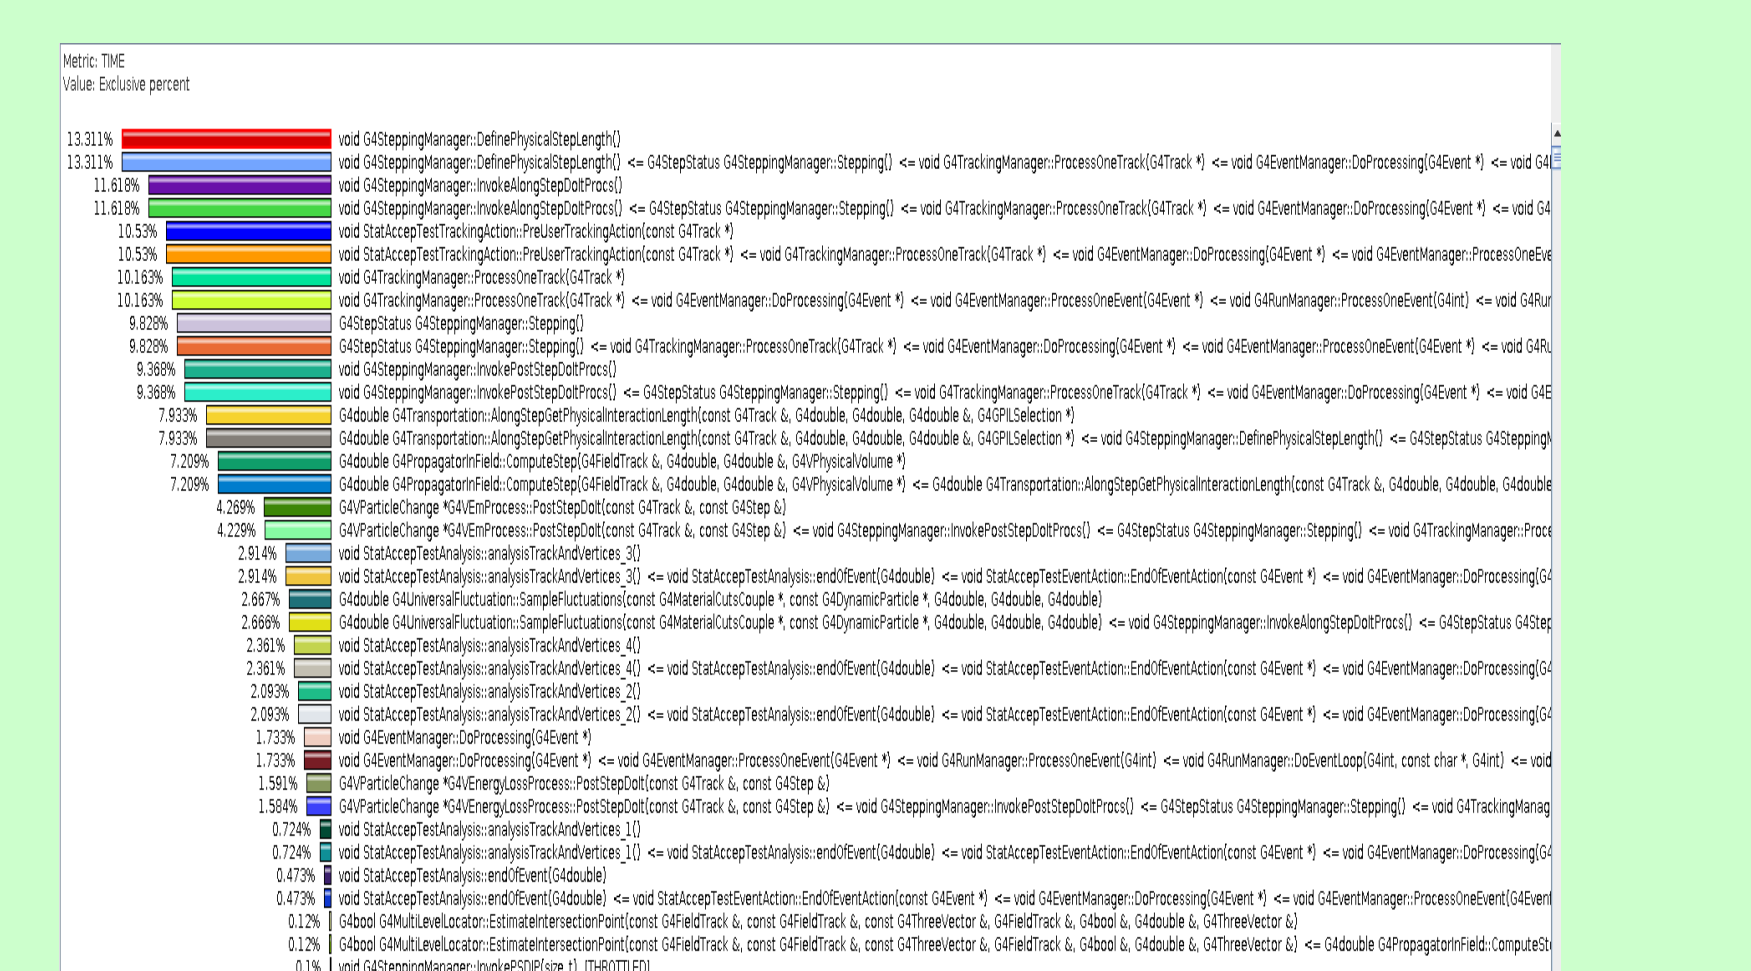 Metric: TIME
Value: Exclusive percent
13.311% void G4SteppingManager::DefinePhysicalStepLength()
13.311% void G4SteppingManager::DefinePhysicalStepLength() <= G4StepStatus G4SteppingManager::Stepping() <= void G4TrackingManager::ProcessOneTrack(G4Track *) <= void G4EventManager::DoProcessing(G4Event *) <= void G4
11.618% void G4SteppingManager::InvokeAlongStepDoItProcs()
11.618% void G4SteppingManager::InvokeAlongStepDoItProcs() <= G4StepStatus G4SteppingManager::Stepping() <= void G4TrackingManager::ProcessOneTrack(G4Track *) <= void G4EventManager::DoProcessing(G4Event *) <= void G4
10.53% void StatAccepTestTrackingAction::PreUserTrackingAction(const G4Track *)
10.53% void StatAccepTestTrackingAction::PreUserTrackingAction(const G4Track *) <= void G4TrackingManager::ProcessOneTrack(G4Track *) <= void G4EventManager::DoProcessing(G4Event *) <= void G4EventManager::ProcessOneEve
10.163% void G4TrackingManager::ProcessOneTrack(G4Track *)
10.163% void G4TrackingManager::ProcessOneTrack(G4Track *) <= void G4EventManager::DoProcessing(G4Event *) <= void G4EventManager::ProcessOneEvent(G4Event *) <= void G4RunManager::ProcessOneEvent(G4int) <= void G4Run
9.828% G4StepStatus G4SteppingManager::Stepping()
9.828% G4StepStatus G4SteppingManager::Stepping() <= void G4TrackingManager::ProcessOneTrack(G4Track *) <= void G4EventManager::DoProcessing(G4Event *) <= void G4EventManager::ProcessOneEvent(G4Event *) <= void G4Ru
9.368% void G4SteppingManager::InvokePostStepDoItProcs()
9.368% void G4SteppingManager::InvokePostStepDoItProcs() <= G4StepStatus G4SteppingManager::Stepping() <= void G4TrackingManager::ProcessOneTrack(G4Track *) <= void G4EventManager::DoProcessing(G4Event *) <= void G4E
7.933% G4double G4Transportation::AlongStepGetPhysicalInteractionLength(const G4Track &, G4double, G4double, G4double &, G4GPILSelection *)
7.933% G4double G4Transportation::AlongStepGetPhysicalInteractionLength(const G4Track &, G4double, G4double, G4double &, G4GPILSelection *) <= void G4SteppingManager::DefinePhysicalStepLength() <= G4StepStatus G4SteppingM
7.209% G4double G4PropagatorInField::ComputeStep(G4FieldTrack &, G4double, G4double &, G4VPhysicalVolume *)
7.209% G4double G4PropagatorInField::ComputeStep(G4FieldTrack &, G4double, G4double &, G4VPhysicalVolume *) <= G4double G4Transportation::AlongStepGetPhysicalInteractionLength(const G4Track &, G4double, G4double, G4double
4.269% G4VParticleChange *G4VEmProcess::PostStepDoIt(const G4Track &, const G4Step &)
4.229% G4VParticleChange *G4VEmProcess::PostStepDoIt(const G4Track &, const G4Step &) <= void G4SteppingManager::InvokePostStepDoItProcs() <= G4StepStatus G4SteppingManager::Stepping() <= void G4TrackingManager::Proce
2.914% void StatAccepTestAnalysis::analysisTrackAndVertices_3()
2.914% void StatAccepTestAnalysis::analysisTrackAndVertices_3() <= void StatAccepTestAnalysis::endOfEvent(G4double) <= void StatAccepTestEventAction::EndOfEventAction(const G4Event *) <= void G4EventManager::DoProcessing(G4
2.667% G4double G4UniversalFluctuation::SampleFluctuations(const G4MaterialCutsCouple *, const G4DynamicParticle *, G4double, G4double, G4double)
2.666% G4double G4UniversalFluctuation::SampleFluctuations(const G4MaterialCutsCouple *, const G4DynamicParticle *, G4double, G4double, G4double) <= void G4SteppingManager::InvokeAlongStepDoItProcs() <= G4StepStatus G4Step
2.361% void StatAccepTestAnalysis::analysisTrackAndVertices_4()
2.361% void StatAccepTestAnalysis::analysisTrackAndVertices_4() <= void StatAccepTestAnalysis::endOfEvent(G4double) <= void StatAccepTestEventAction::EndOfEventAction(const G4Event *) <= void G4EventManager::DoProcessing(G4
2.093% void StatAccepTestAnalysis::analysisTrackAndVertices_2()
2.093% void StatAccepTestAnalysis::analysisTrackAndVertices_2() <= void StatAccepTestAnalysis::endOfEvent(G4double) <= void StatAccepTestEventAction::EndOfEventAction(const G4Event *) <= void G4EventManager::DoProcessing(G4
1.733% void G4EventManager::DoProcessing(G4Event *)
1.733% void G4EventManager::DoProcessing(G4Event *) <= void G4EventManager::ProcessOneEvent(G4Event *) <= void G4RunManager::ProcessOneEvent(G4int) <= void G4RunManager::DoEventLoop(G4int, const char *, G4int) <= void
1.591% G4VParticleChange *G4VEnergyLossProcess::PostStepDoIt(const G4Track &, const G4Step &)
1.584% G4VParticleChange *G4VEnergyLossProcess::PostStepDoIt(const G4Track &, const G4Step &) <= void G4SteppingManager::InvokePostStepDoItProcs() <= G4StepStatus G4SteppingManager::Stepping() <= void G4TrackingManag
0.724% void StatAccepTestAnalysis::analysisTrackAndVertices_1()
0.724% void StatAccepTestAnalysis::analysisTrackAndVertices_1() <= void StatAccepTestAnalysis::endOfEvent(G4double) <= void StatAccepTestEventAction::EndOfEventAction(const G4Event *) <= void G4EventManager::DoProcessing(G4
0.473% void StatAccepTestAnalysis::endOfEvent(G4double)
0.473% void StatAccepTestAnalysis::endOfEvent(G4double) <= void StatAccepTestEventAction::EndOfEventAction(const G4Event *) <= void G4EventManager::DoProcessing(G4Event *) <= void G4EventManager::ProcessOneEvent(G4Event
0.12% G4bool G4MultiLevelLocator::EstimateIntersectionPoint(const G4FieldTrack &, const G4FieldTrack &, const G4ThreeVector &, G4FieldTrack &, G4bool &, G4double &, G4ThreeVector &)
0.12% G4bool G4MultiLevelLocator::EstimateIntersectionPoint(const G4FieldTrack &, const G4FieldTrack &, const G4ThreeVector &, G4FieldTrack &, G4bool &, G4double &, G4ThreeVector &) <= G4double G4PropagatorInField::ComputeSt
0.1% void G4SteppingManager::InvokePSDIP(size_t) [THROTTLED]